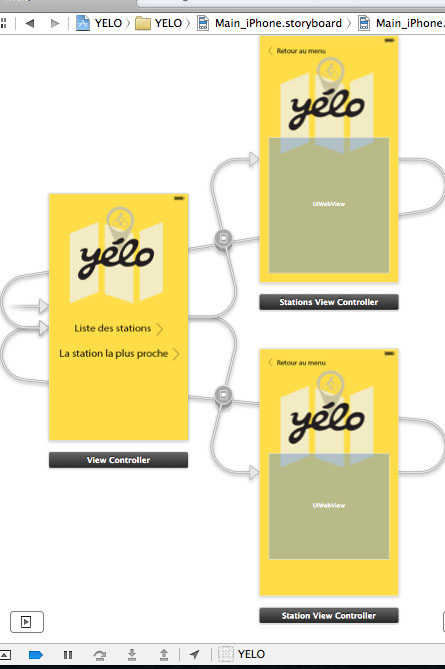 YELO YELO Main_iPhone.storyboard Main_iPhone.
Retour au menu
yélo
UIWebView
Stations View Controller
yélo
Liste des stations
La station la plus proche
View Controller
Retour au menu
yélo
UIWebView
Station View Controller
YELO